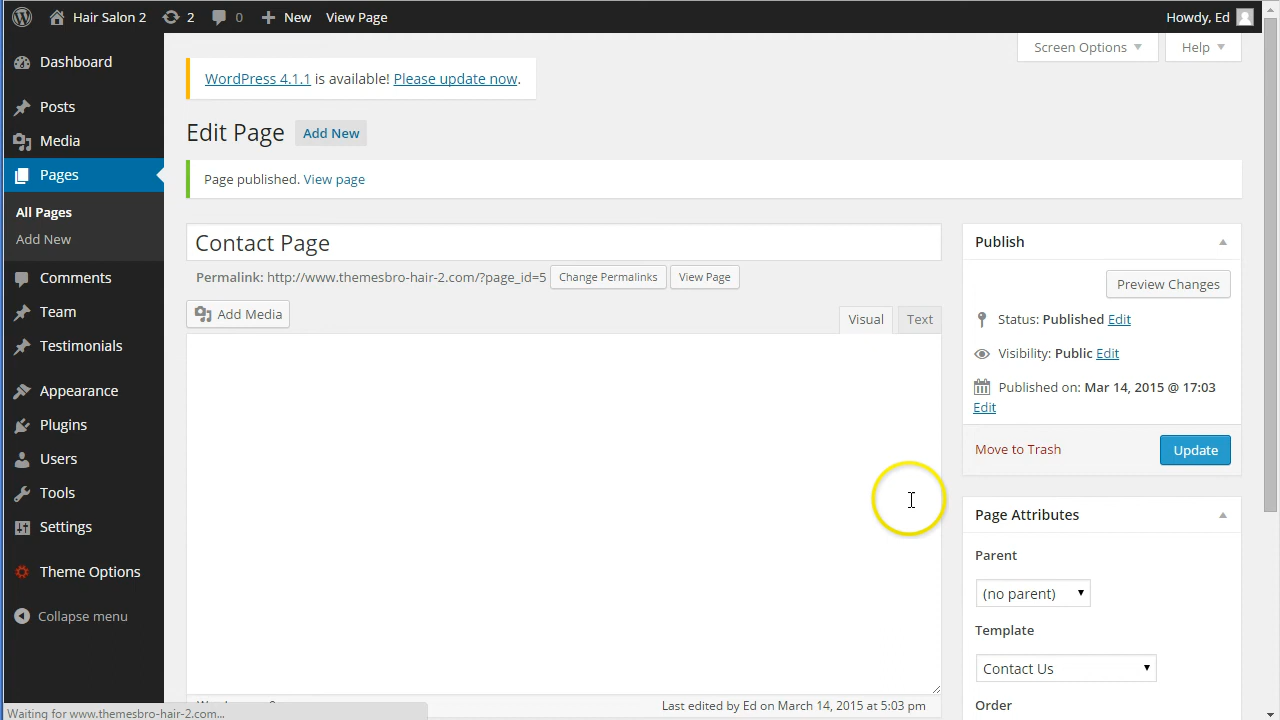 Hair Salon 2 2 0 New View Page Howdy, Ed
Screen Options Help
Dashboard
Posts
Media
Pages
All Pages
Add New
Comments
Team
Testimonials
Appearance
Plugins
Users
Tools
Settings
Theme Options
Collapse menu
WordPress 4.1.1 is available! Please update now.
Edit Page Add New
Page published. View page
Contact Page
Permalink: http://www.themesbro-hair-2.com/?page_id=5 Change Permalinks View Page
Add Media
Visual Text
Last edited by Ed on March 14, 2015 at 5:03 pm
Publish
Preview Changes
Status: Published Edit
Visibility: Public Edit
Published on: Mar 14, 2015 @ 17:03
Edit
Move to Trash Update
Page Attributes
Parent
(no parent)
Template
Contact Us
Order
Waiting for www.themesbro-hair-2.com...